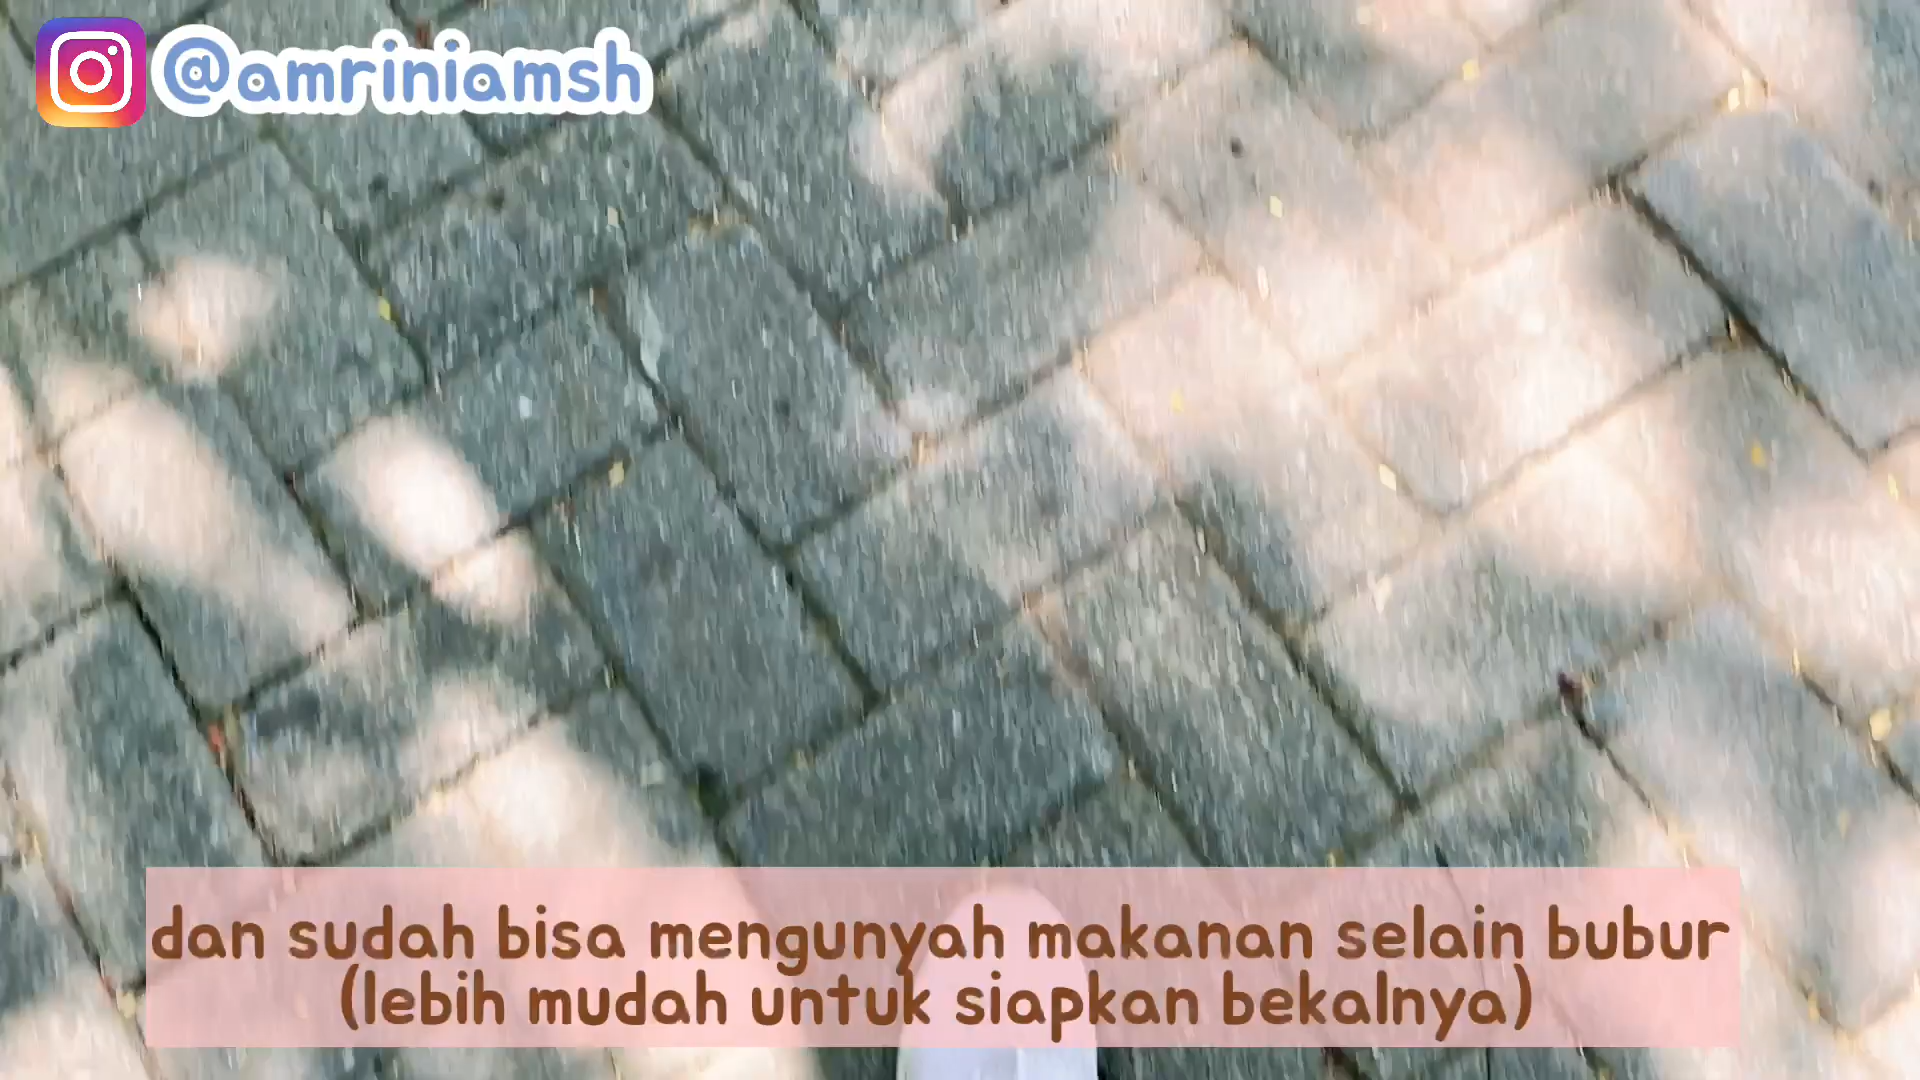 @amriniamsh
dan sudah bisa mengunyah makanan selain bubur
(lebih mudah untuk siapkan bekalnya)